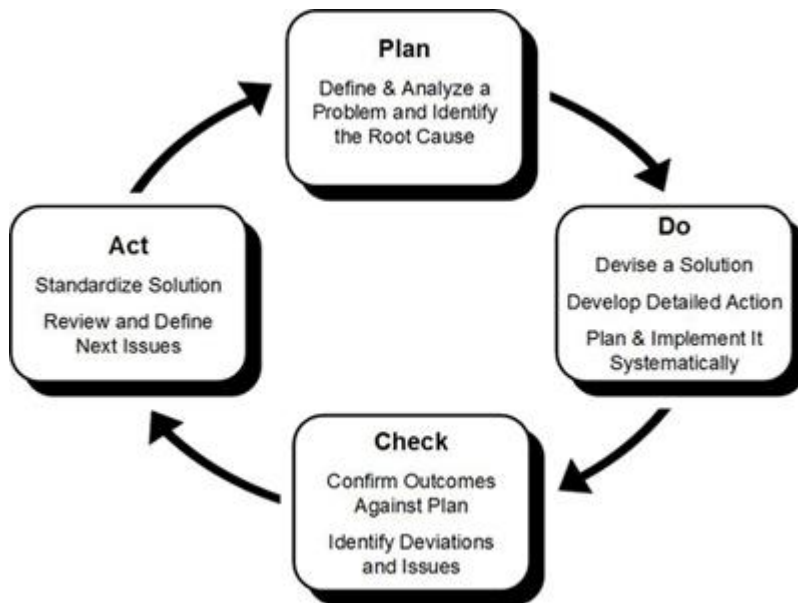 Plan
Define & Analyze a
Problem and Identify
the Root Cause
Do
Devise a Solution
Develop Detailed Action
Plan & Implement It
Systematically
Check
Confirm Outcomes
Against Plan
Identify Deviations
and Issues
Act
Standardize Solution
Review and Define
Next Issues